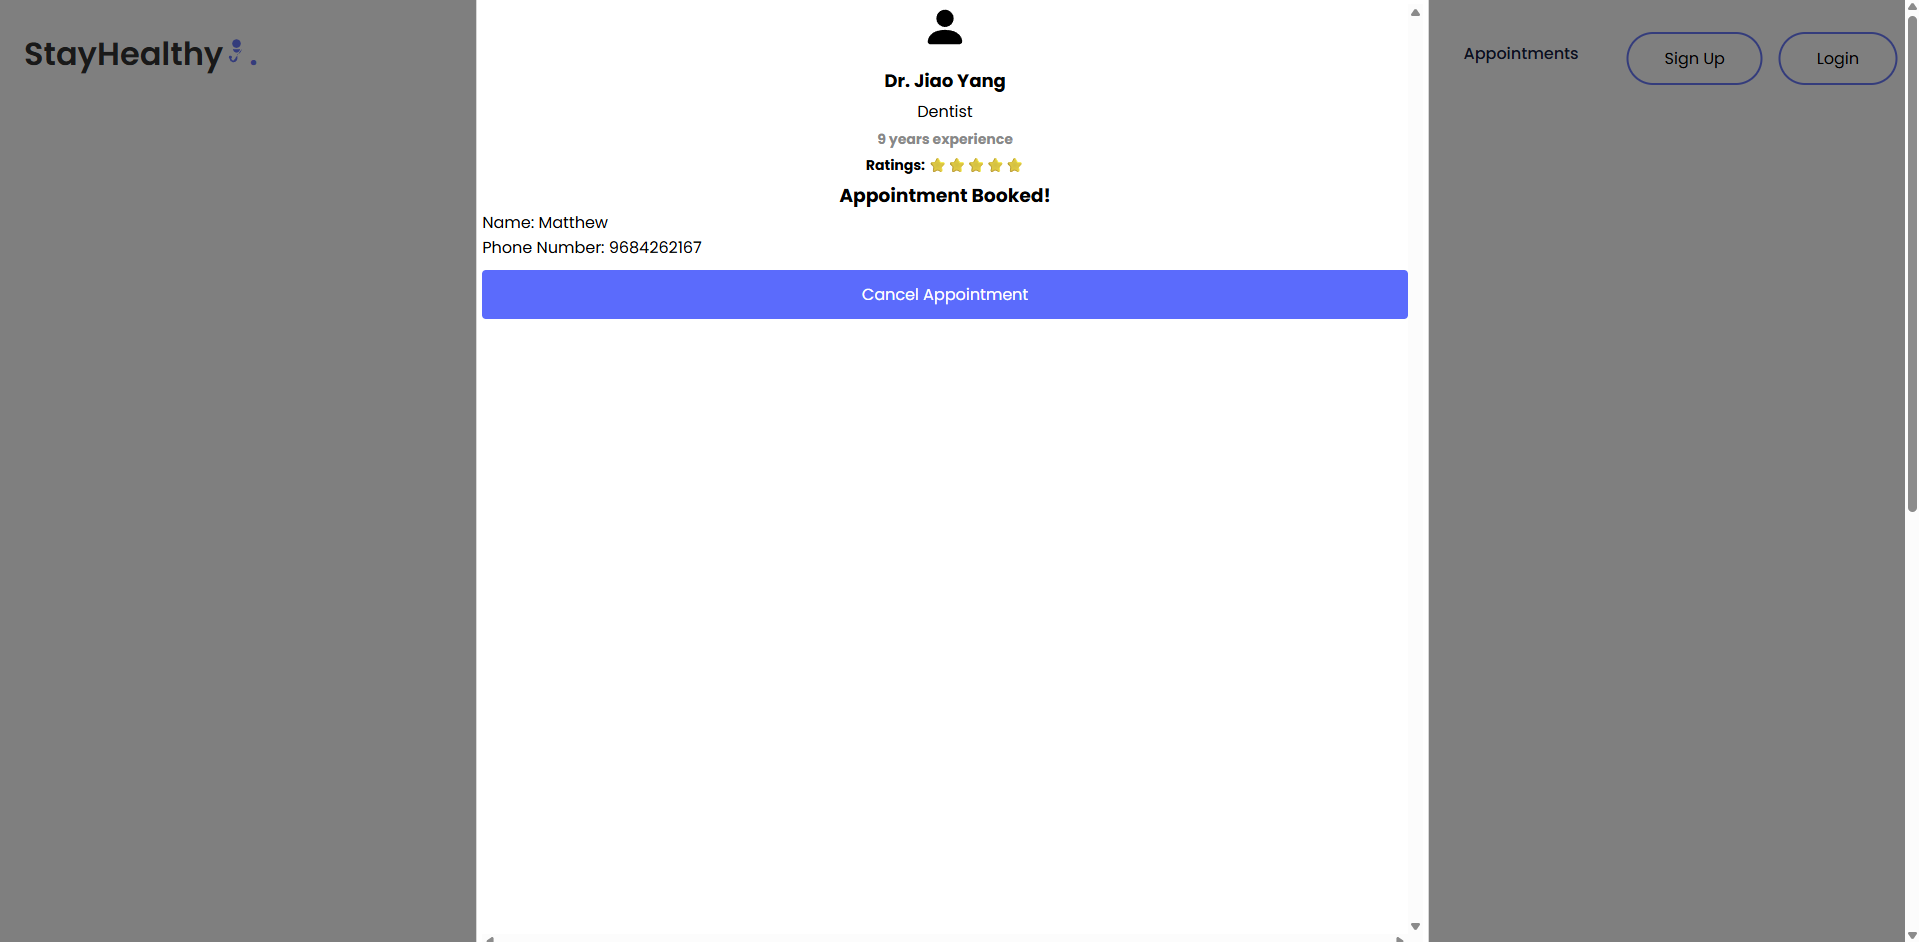 StayHealthy .
Appointments
Sign Up
Login
Dr. Jiao Yang
Dentist
9 years experience
Ratings:
Appointment Booked!
Name: Matthew
Phone Number: 9684262167
Cancel Appointment